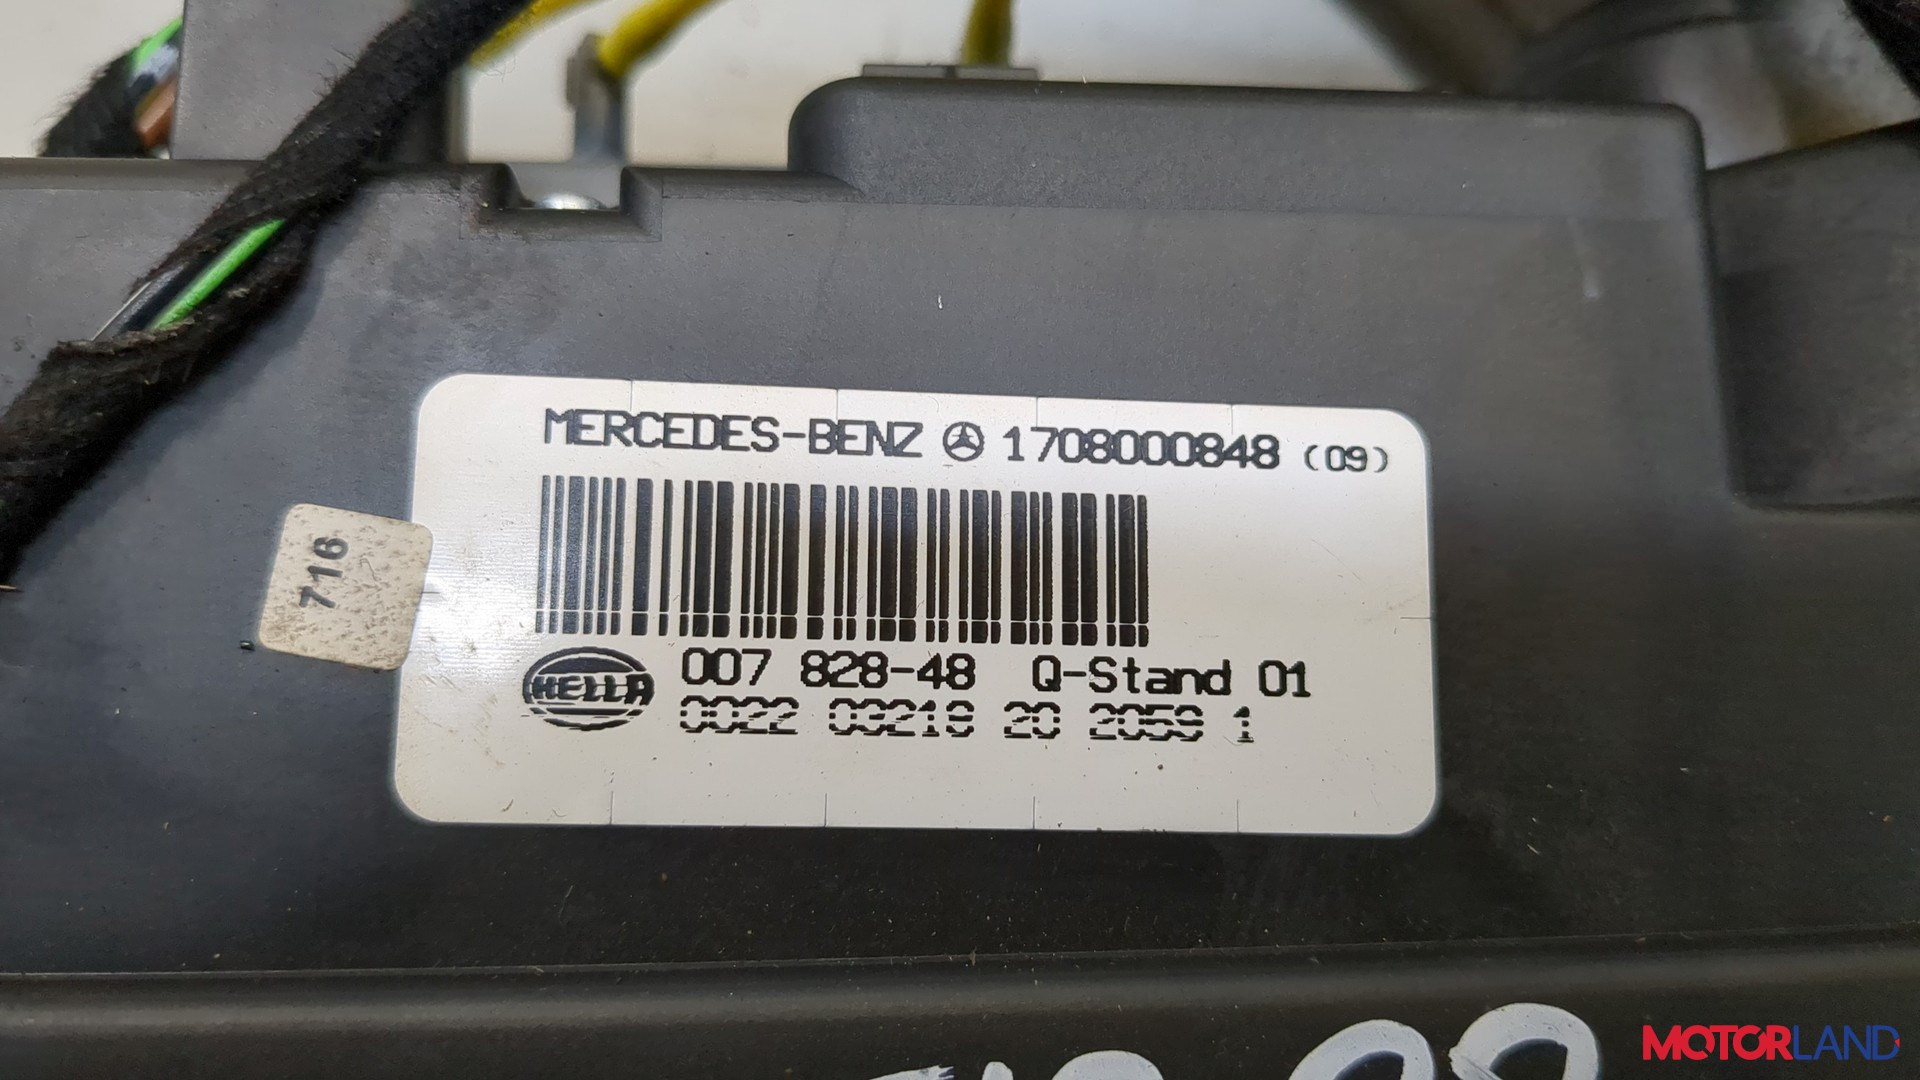 MERCEDES-BENZ 1708000848 (09)
716
HELLA 007 828-48 Q-Stand 01
0022 03219 20 2059 1
MOTORLAND